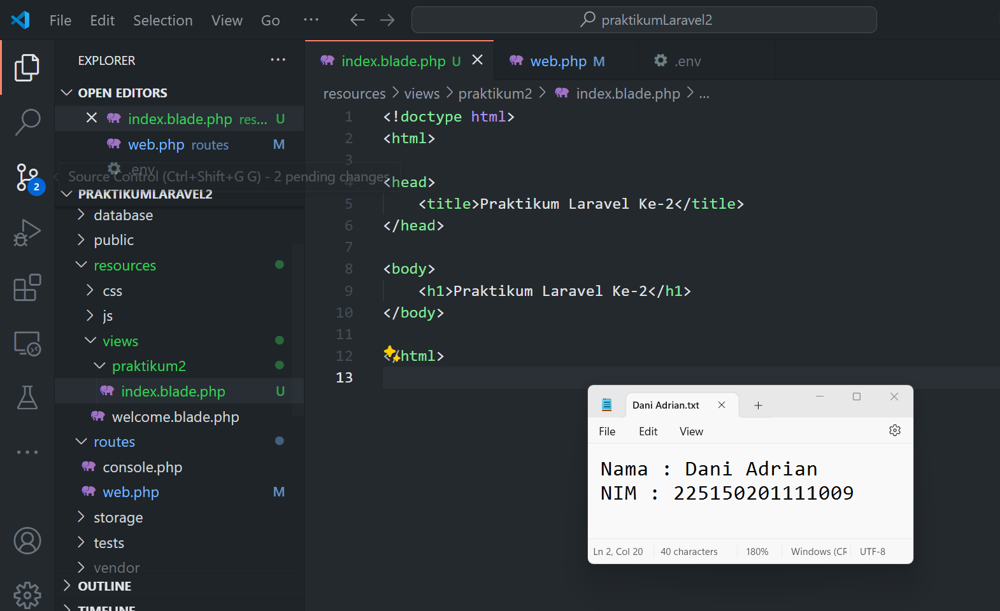 File Edit Selection View Go ···
praktikumLaravel2
EXPLORER ···
OPEN EDITORS
index.blade.php res... U
web.php routes M
.env
Source Control (Ctrl+Shift+G G) - 2 pending changes
2
PRAKTIKUMLARAVEL2
database
public
resources
css
js
views
praktikum2
index.blade.php U
welcome.blade.php
routes
console.php
web.php M
storage
tests
vendor
OUTLINE
TIMELINE
index.blade.php U
web.php M
.env
resources > views > praktikum2 > index.blade.php > ...
1 <!doctype html>
2 <html>
3
4 <head>
5 <title>Praktikum Laravel Ke-2</title>
6 </head>
7
8 <body>
9 <h1>Praktikum Laravel Ke-2</h1>
10 </body>
11
12 </html>
13
Dani Adrian.txt
File Edit View
Nama : Dani Adrian
NIM : 225150201111009
Ln 2, Col 20 40 characters 180% Windows (CR UTF-8